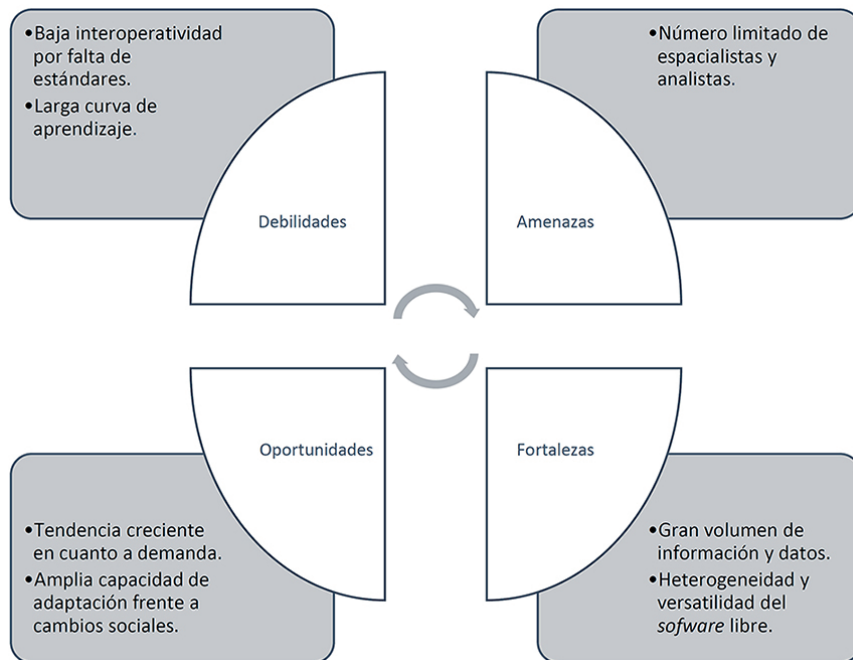 •Baja interoperatividad
por falta de
estándares.
•Larga curva de
aprendizaje.
Debilidades
•Número limitado de
espacialistas y
analistas.
Amenazas
Oportunidades
•Tendencia creciente
en cuanto a demanda.
•Amplia capacidad de
adaptación frente a
cambios sociales.
Fortalezas
•Gran volumen de
información y datos.
•Heterogeneidad y
versatilidad del
sofware libre.